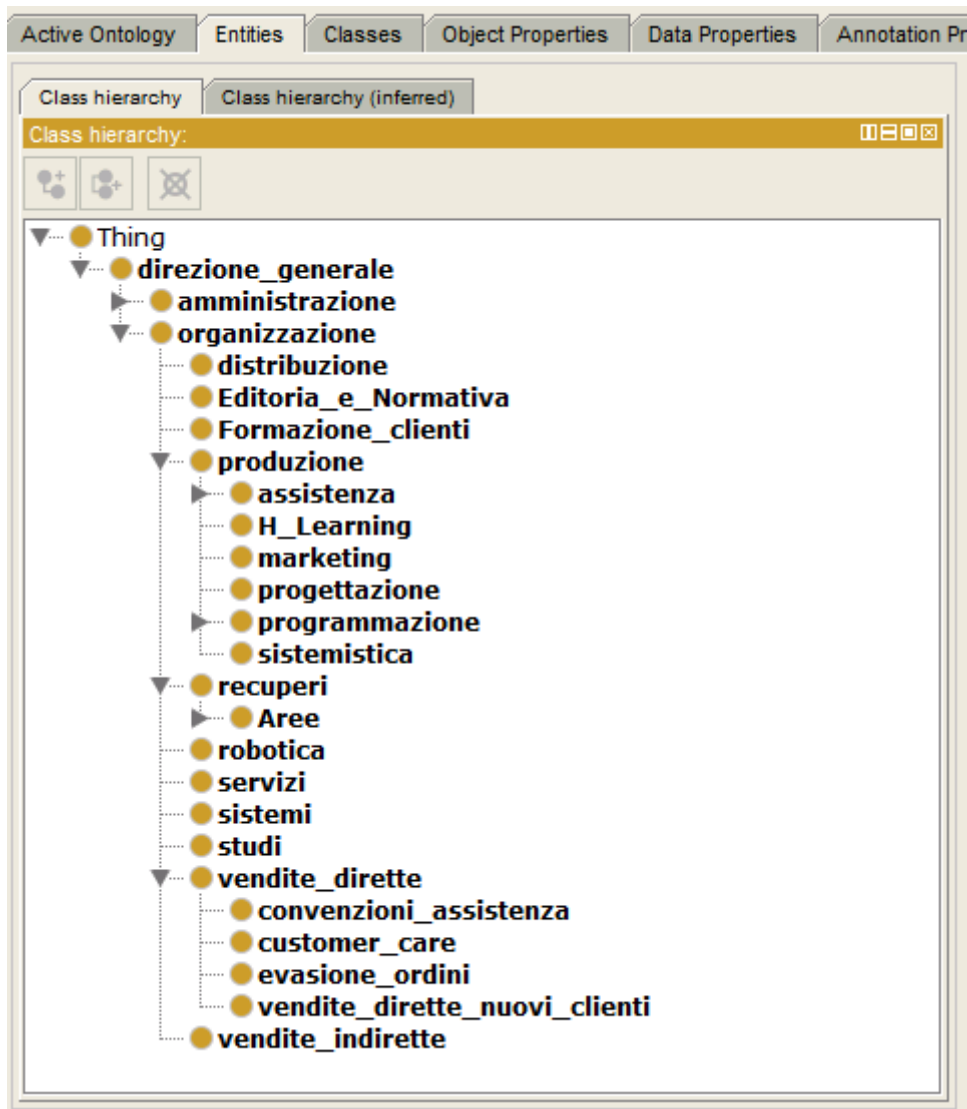 Active Ontology Entities Classes Object Properties Data Properties Annotation Pr
Class hierarchy Class hierarchy (inferred)
Class hierarchy:
Thing
direzione_generale
amministrazione
organizzazione
distribuzione
Editoria_e_Normativa
Formazione_clienti
produzione
assistenza
H_Learning
marketing
progettazione
programmazione
sistemistica
recuperi
Aree
robotica
servizi
sistemi
studi
vendite_dirette
convenzioni_assistenza
customer_care
evasione_ordini
vendite_dirette_nuovi_clienti
vendite_indirette